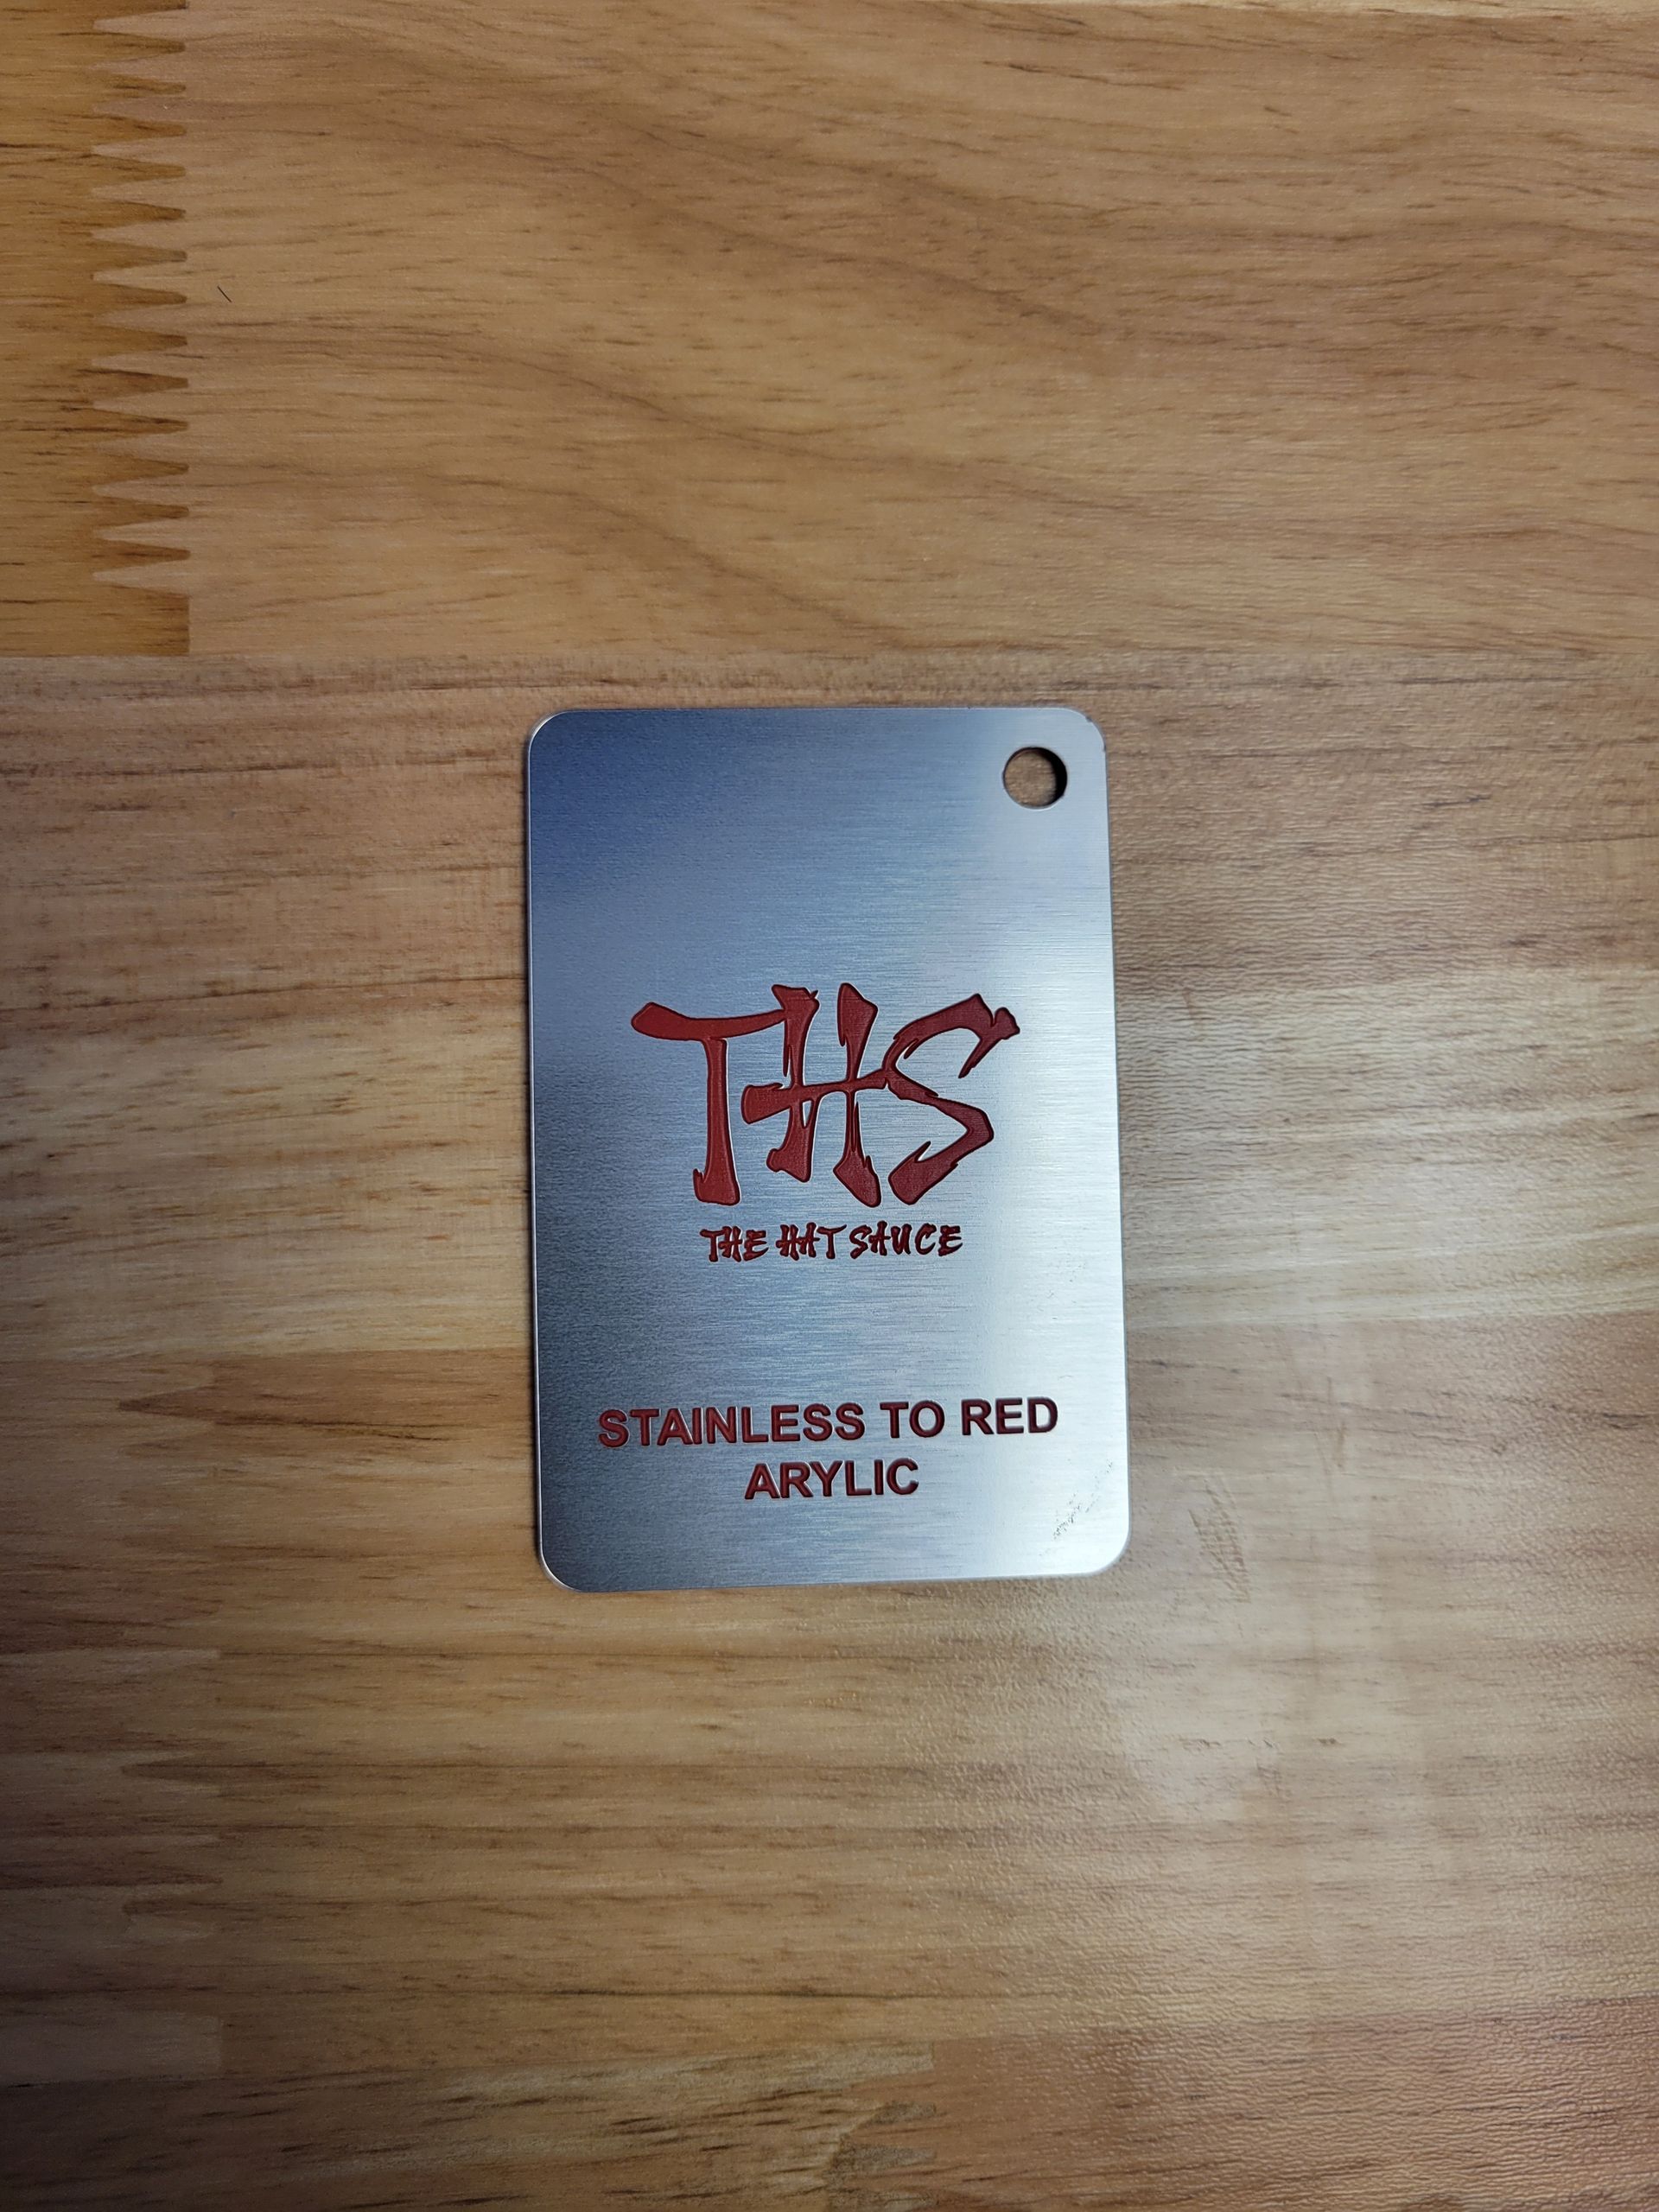 THS
THE HAT SAUCE
STAINLESS TO RED
ARYLIC